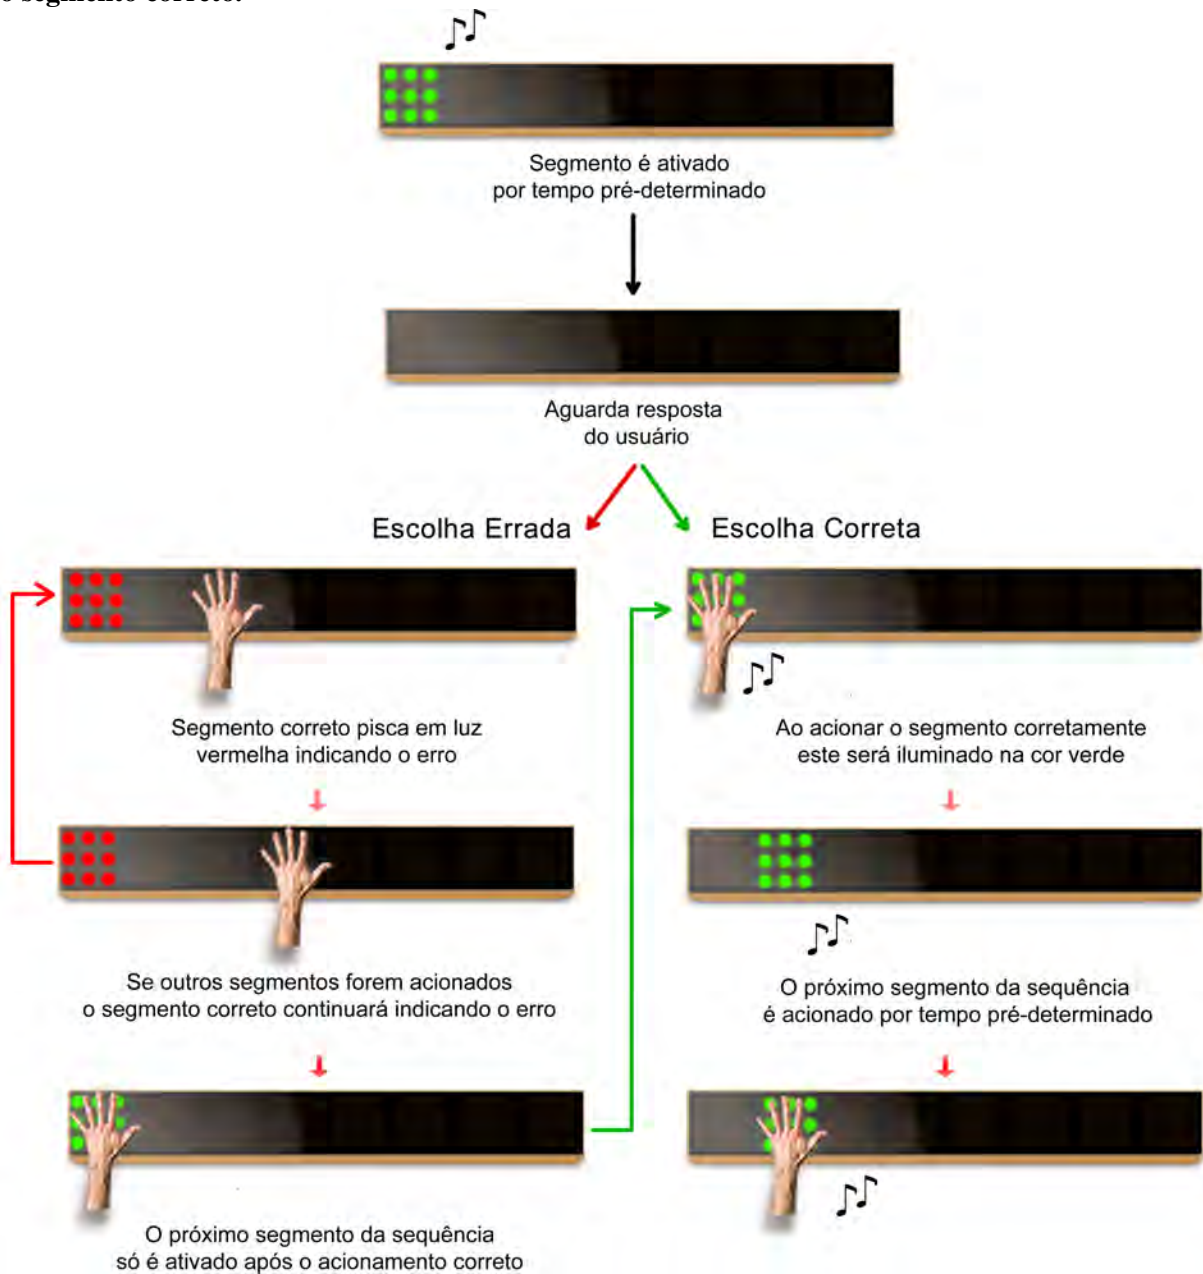 o segmento correto.
Segmento é ativado
por tempo pré-determinado
Aguarda resposta
do usuário
Escolha Errada
Escolha Correta
Segmento correto pisca em luz
vermelha indicando o erro
Ao acionar o segmento corretamente
este será iluminado na cor verde
Se outros segmentos forem acionados
o segmento correto continuará indicando o erro
O próximo segmento da sequência
é acionado por tempo pré-determinado
O próximo segmento da sequência
só é ativado após o acionamento correto